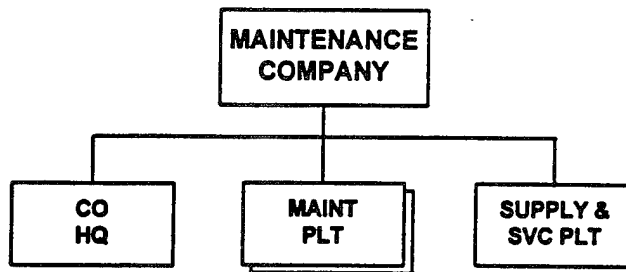 MAINTENANCE
COMPANY
CO
HQ
MAINT
PLT
SUPPLY &
SVC PLT